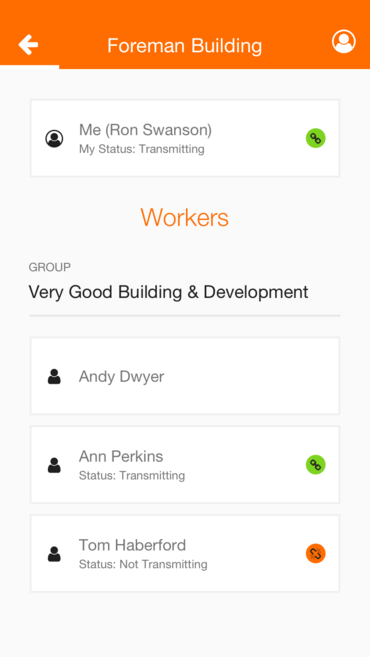 Foreman Building
Me (Ron Swanson)
My Status: Transmitting
Workers
GROUP
Very Good Building & Development
Andy Dwyer
Ann Perkins
Status: Transmitting
Tom Haberford
Status: Not Transmitting